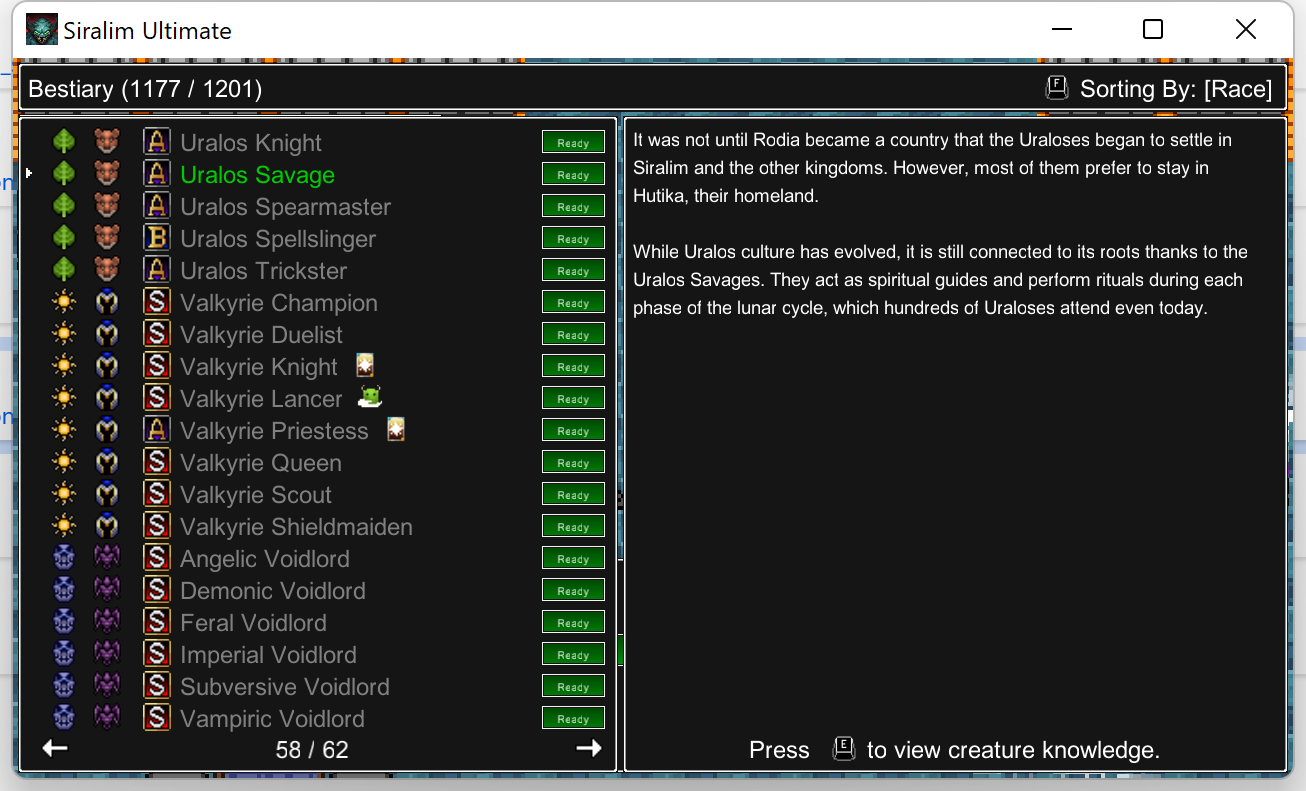 Siralim Ultimate
Bestiary (1177 / 1201)
F Sorting By: [Race]
A Uralos Knight Ready
A Uralos Savage Ready
A Uralos Spearmaster Ready
B Uralos Spellslinger Ready
A Uralos Trickster Ready
S Valkyrie Champion Ready
S Valkyrie Duelist Ready
S Valkyrie Knight Ready
S Valkyrie Lancer Ready
A Valkyrie Priestess Ready
S Valkyrie Queen Ready
S Valkyrie Scout Ready
S Valkyrie Shieldmaiden Ready
S Angelic Voidlord Ready
S Demonic Voidlord Ready
S Feral Voidlord Ready
S Imperial Voidlord Ready
S Subversive Voidlord Ready
S Vampiric Voidlord Ready
58 / 62
It was not until Rodia became a country that the Uraloses began to settle in
Siralim and the other kingdoms. However, most of them prefer to stay in
Hutika, their homeland.
While Uralos culture has evolved, it is still connected to its roots thanks to the
Uralos Savages. They act as spiritual guides and perform rituals during each
phase of the lunar cycle, which hundreds of Uraloses attend even today.
Press E to view creature knowledge.